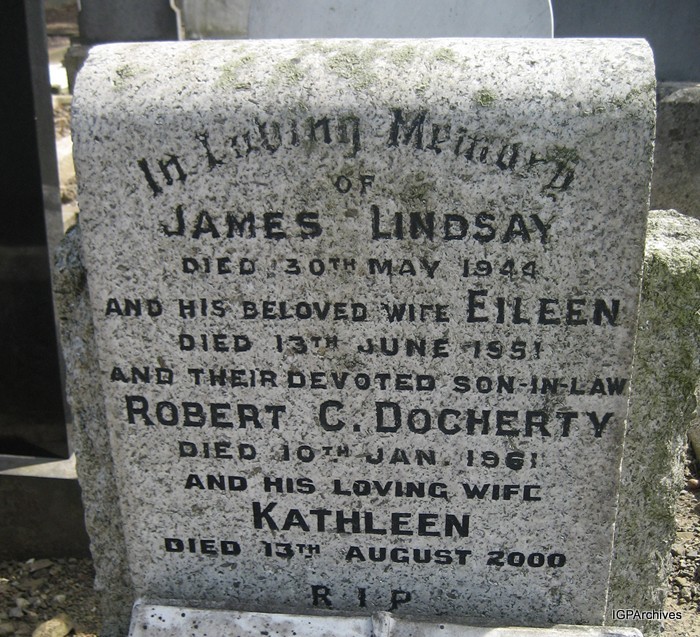 In Loving Memory
OF
JAMES LINDSAY
DIED 30TH MAY 1944
AND HIS BELOVED WIFE EILEEN
DIED 13TH JUNE 1951
AND THEIR DEVOTED SON-IN-LAW
ROBERT C. DOCHERTY
DIED 10TH JAN. 1961
AND HIS LOVING WIFE
KATHLEEN
DIED 13TH AUGUST 2000
R I P
IGPArchives